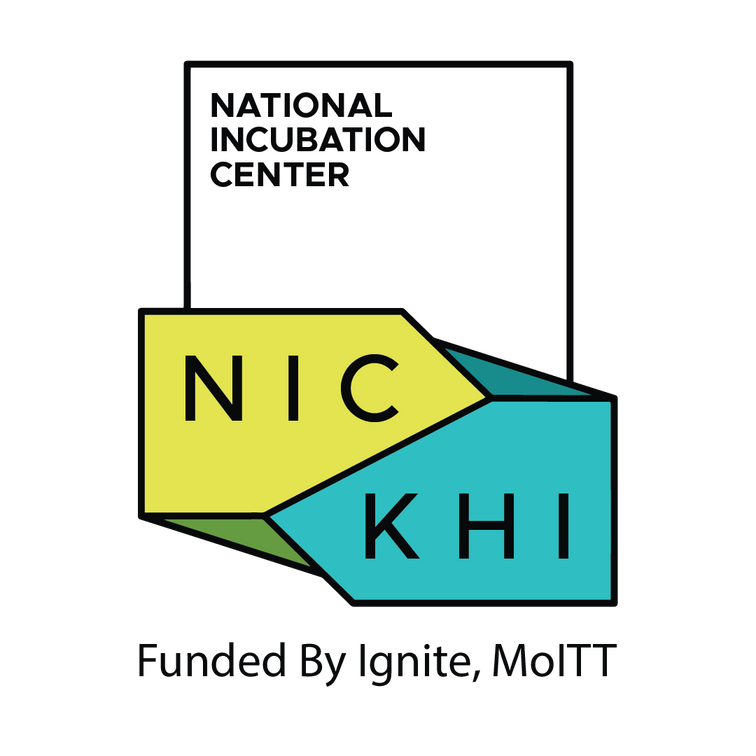 NATIONAL
INCUBATION
CENTER
NIC
KHI
Funded By Ignite, MoITT